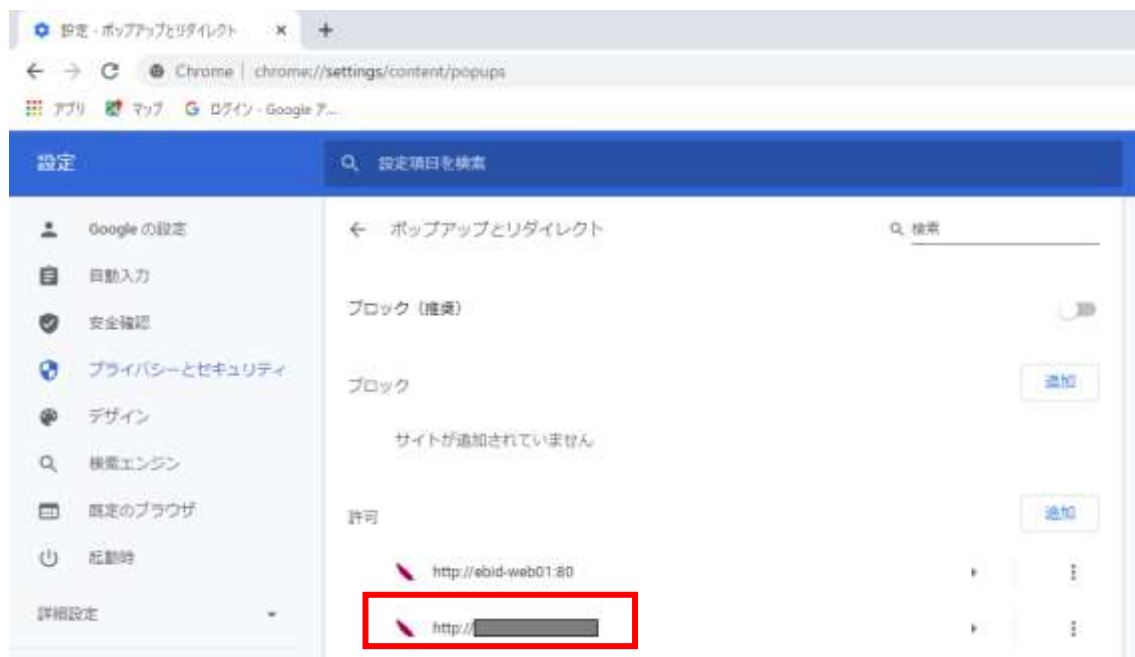 設定 - ポップアップとリダイレクト × +
Chrome | chrome://settings/content/popups
アプリ マップ G ログイン - Google ア...
設定
設定項目を検索
Google の設定
自動入力
安全確認
プライバシーとセキュリティ
デザイン
検索エンジン
既定のブラウザ
起動時
詳細設定
ポップアップとリダイレクト
検索
ブロック（推奨）
ブロック
追加
サイトが追加されていません
許可
追加
http://ebid-web01:80
http://